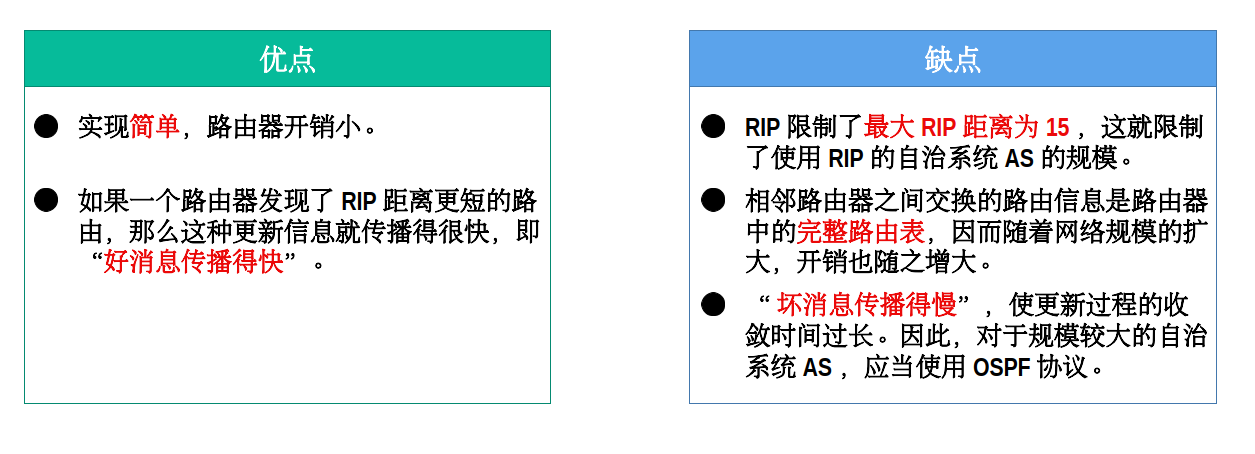 优点
● 实现简单，路由器开销小。
● 如果一个路由器发现了 RIP 距离更短的路
由，那么这种更新信息就传播得很快，即
“好消息传播得快” 。
缺点
● RIP 限制了最大 RIP 距离为 15 ，这就限制
了使用 RIP 的自治系统 AS 的规模。
● 相邻路由器之间交换的路由信息是路由器
中的完整路由表，因而随着网络规模的扩
大，开销也随之增大。
● “ 坏消息传播得慢” ，使更新过程的收
敛时间过长。因此，对于规模较大的自治
系统 AS ，应当使用 OSPF 协议。